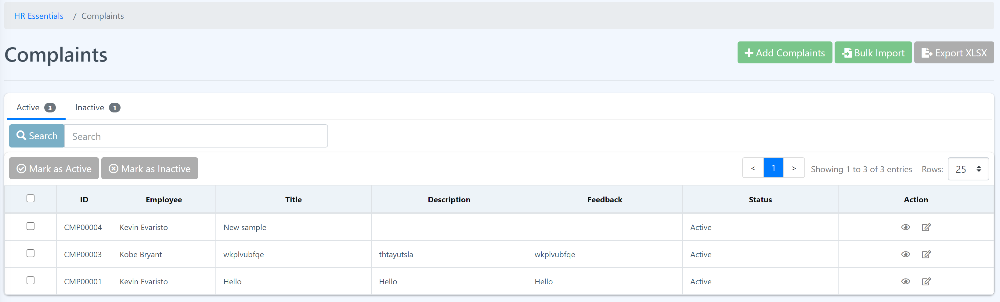 HR Essentials / Complaints
Complaints
Add Complaints Bulk Import Export XLSX
Active 3 Inactive 1
Search Search
Mark as Active Mark as Inactive < 1 > Showing 1 to 3 of 3 entries Rows: 25
ID Employee Title Description Feedback Status Action
CMP00004 Kevin Evaristo New sample Active
CMP00003 Kobe Bryant wkplvubfqe thtayutsla wkplvubfqe Active
CMP00001 Kevin Evaristo Hello Hello Hello Active